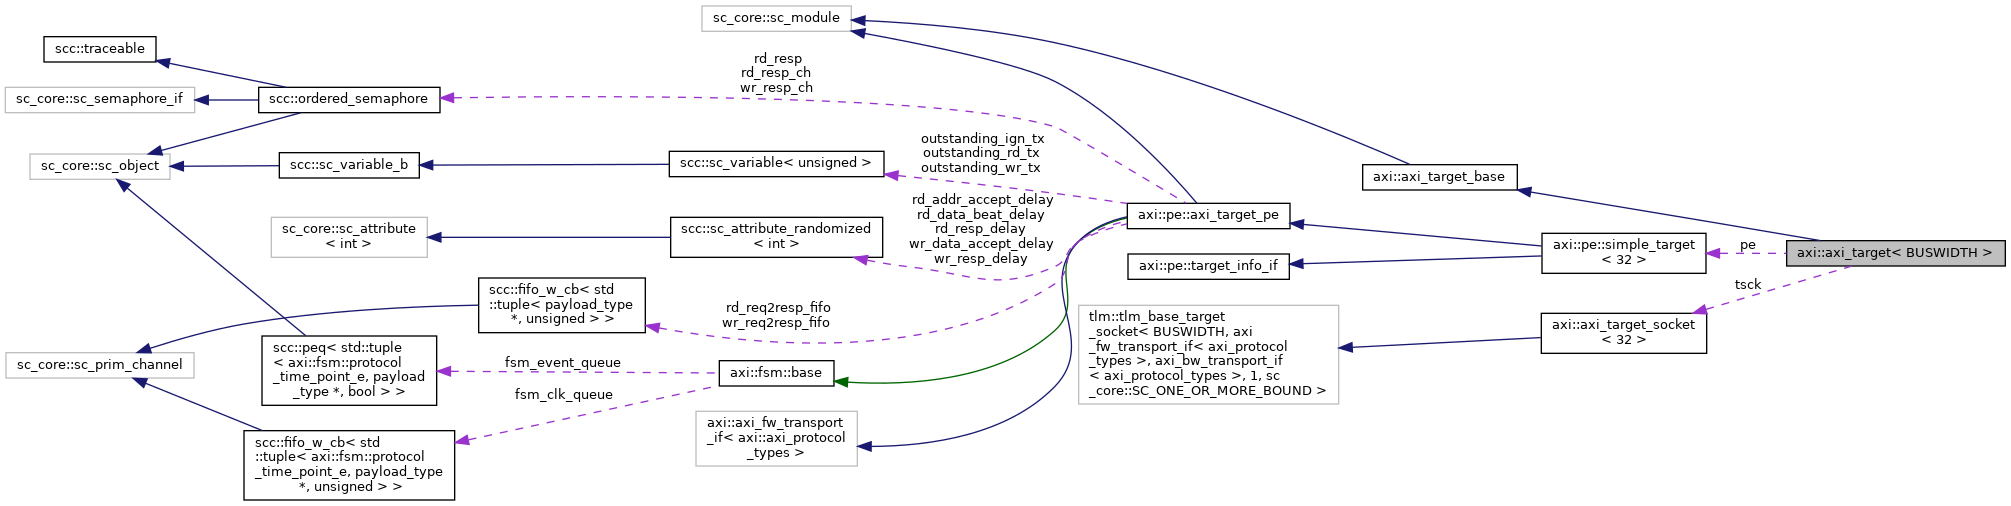 sc_core::sc_module
scc::traceable
rd_resp
rd_resp_ch
wr_resp_ch
sc_core::sc_semaphore_if
scc::ordered_semaphore
outstanding_ign_tx
outstanding_rd_tx
outstanding_wr_tx
sc_core::sc_object
scc::sc_variable_b
scc::sc_variable< unsigned >
axi::axi_target_base
rd_addr_accept_delay
rd_data_beat_delay
rd_resp_delay
wr_data_accept_delay
wr_resp_delay
axi::pe::axi_target_pe
sc_core::sc_attribute
< int >
scc::sc_attribute_randomized
< int >
axi::pe::simple_target
< 32 >
pe
axi::axi_target< BUSWIDTH >
axi::pe::target_info_if
tsck
scc::fifo_w_cb< std
::tuple< payload_type
*, unsigned > >
rd_req2resp_fifo
wr_req2resp_fifo
tlm::tlm_base_target
_socket< BUSWIDTH, axi
_fw_transport_if< axi_protocol
_types >, axi_bw_transport_if
< axi_protocol_types >, 1, sc
_core::SC_ONE_OR_MORE_BOUND >
axi::axi_target_socket
< 32 >
sc_core::sc_prim_channel
scc::peq< std::tuple
< axi::fsm::protocol
_time_point_e, payload
_type *, bool > >
fsm_event_queue
axi::fsm::base
fsm_clk_queue
axi::axi_fw_transport
_if< axi::axi_protocol
_types >
scc::fifo_w_cb< std
::tuple< axi::fsm::protocol
_time_point_e, payload_type
*, unsigned > >